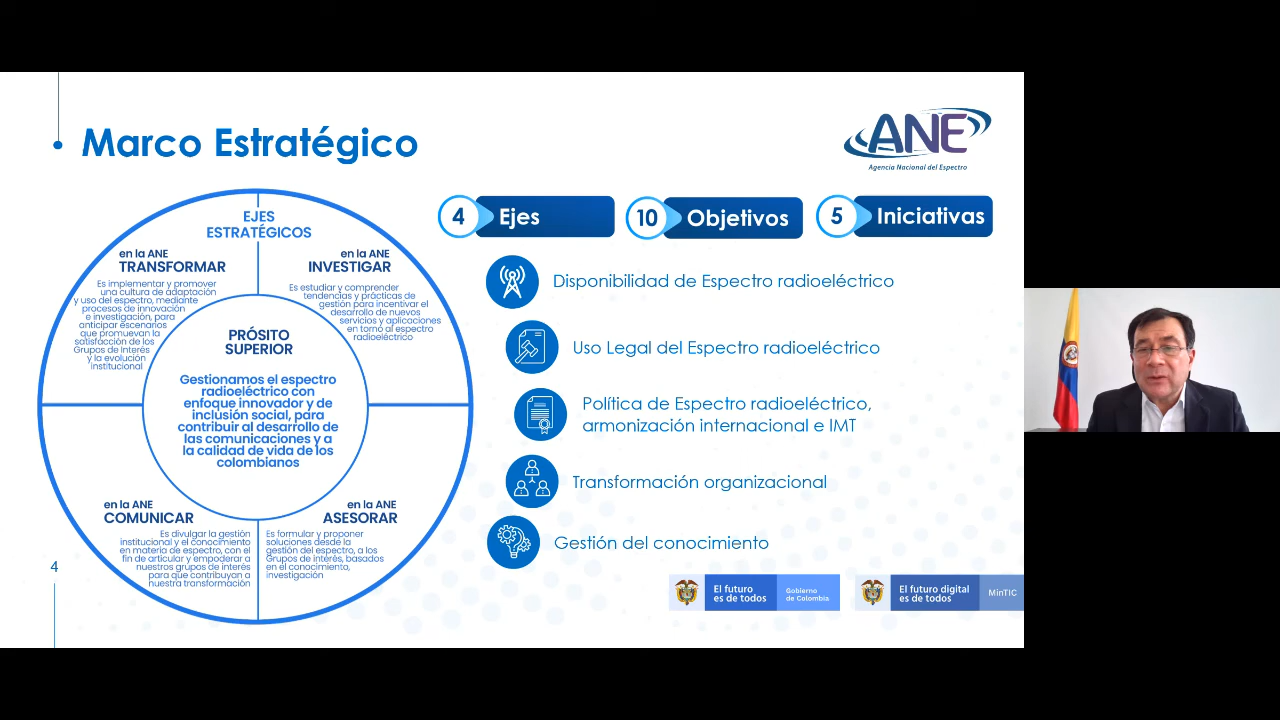 Marco Estratégico
ANE
Agencia Nacional del Espectro
EJES
ESTRATÉGICOS
en la ANE
TRANSFORMAR
Es implementar y promover
una cultura de adaptación
y uso del espectro, mediante
procesos de innovación
e investigación, para
anticipar escenarios
que promuevan la
satisfacción de los
Grupos de Interés
y la evolución
institucional
en la ANE
INVESTIGAR
Es estudiar y comprender
tendencias y prácticas de
gestión para incentivar el
desarrollo de nuevos
servicios y aplicaciones
en torno al espectro
radioeléctrico
PRÓSITO
SUPERIOR
Gestionamos el espectro
radioeléctrico con
enfoque innovador y de
inclusión social, para
contribuir al desarrollo de
las comunicaciones y a
la calidad de vida de los
colombianos
en la ANE
COMUNICAR
Es divulgar la gestión
institucional y el conocimiento
en materia de espectro, con el
fin de articular y empoderar a
nuestros grupos de interés
para que contribuyan a
nuestra transformación
en la ANE
ASESORAR
Es formular y proponer
soluciones desde la
gestión del espectro, a los
Grupos de interés, basados
en el conocimiento,
investigación
4 Ejes
10 Objetivos
5 Iniciativas
Disponibilidad de Espectro radioeléctrico
Uso Legal del Espectro radioeléctrico
Política de Espectro radioeléctrico,
armonización internacional e IMT
Transformación organizacional
Gestión del conocimiento
4
El futuro
es de todos
Gobierno
de Colombia
El futuro digital
es de todos
MinTIC